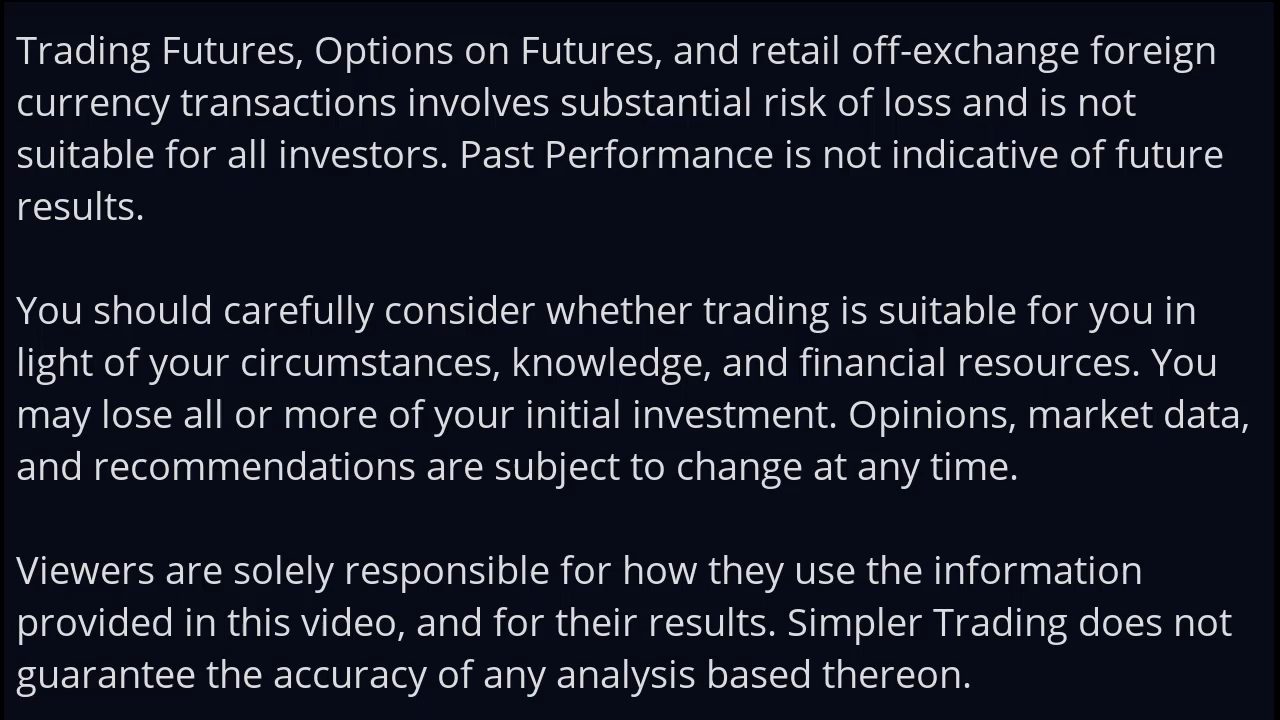 Trading Futures, Options on Futures, and retail off-exchange foreign
currency transactions involves substantial risk of loss and is not
suitable for all investors. Past Performance is not indicative of future
results.
You should carefully consider whether trading is suitable for you in
light of your circumstances, knowledge, and financial resources. You
may lose all or more of your initial investment. Opinions, market data,
and recommendations are subject to change at any time.
Viewers are solely responsible for how they use the information
provided in this video, and for their results. Simpler Trading does not
guarantee the accuracy of any analysis based thereon.